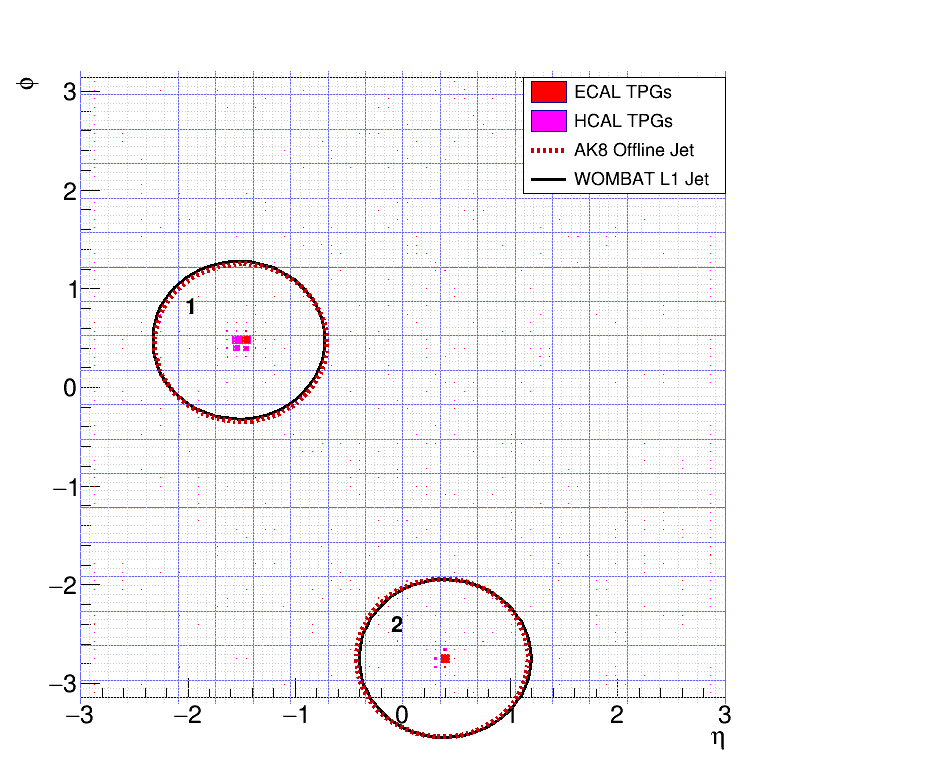 ϕ
3
2
1
0
−1
−2
−3
ECAL TPGs
HCAL TPGs
AK8 Offline Jet
WOMBAT L1 Jet
1
2
−3 −2 −1 0 1 2 3
η